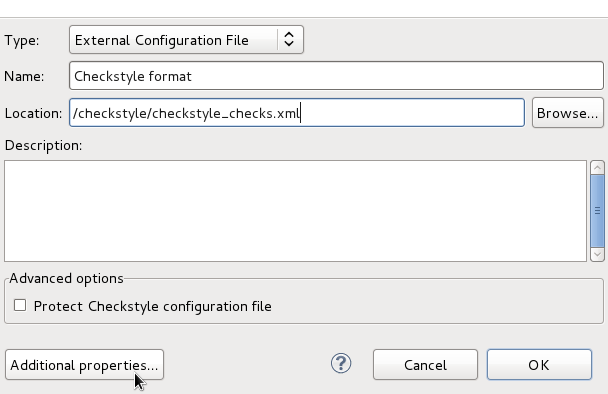 Type: External Configuration File
Name: Checkstyle format
Location: /checkstyle/checkstyle_checks.xml Browse...
Description:
Advanced options
Protect Checkstyle configuration file
Additional properties... ? Cancel OK